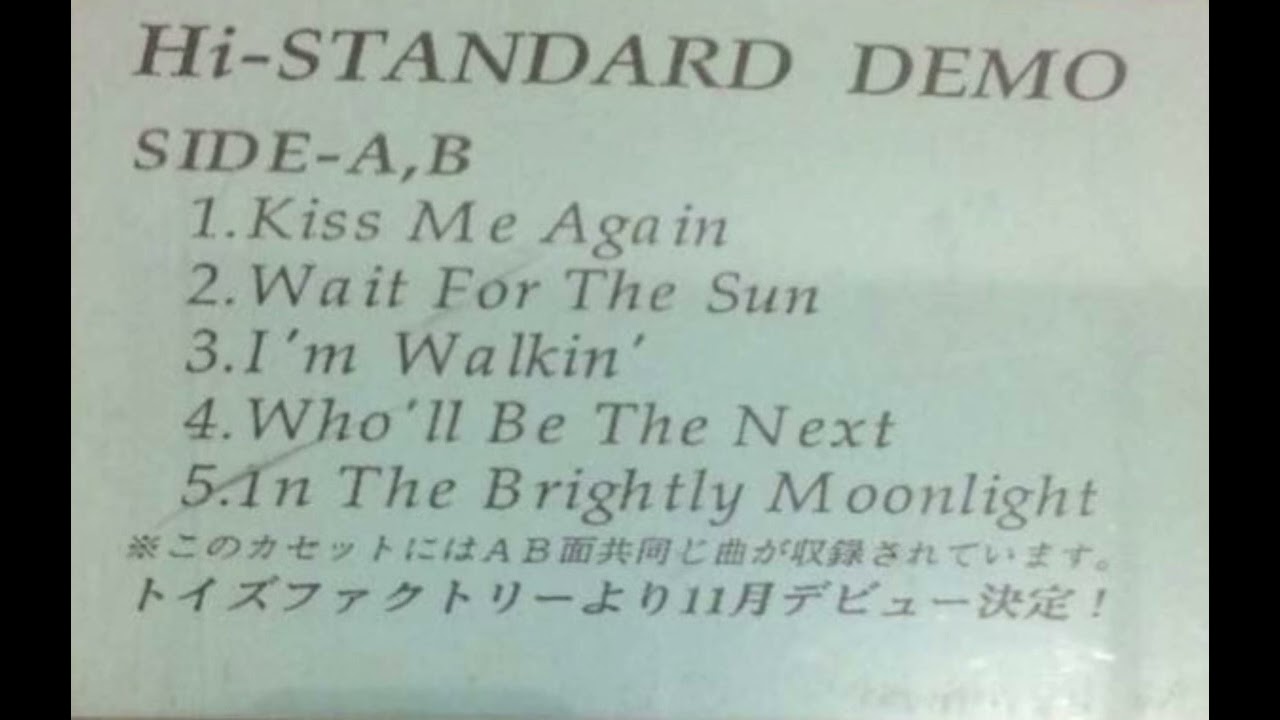 Hi-STANDARD DEMO
SIDE-A,B
1.Kiss Me Again
2.Wait For The Sun
3.I'm Walkin'
4.Who'll Be The Next
5.In The Brightly Moonlight
※このカセットにはＡＢ面共同じ曲が収録されています。
トイズファクトリーより11月デビュー決定！